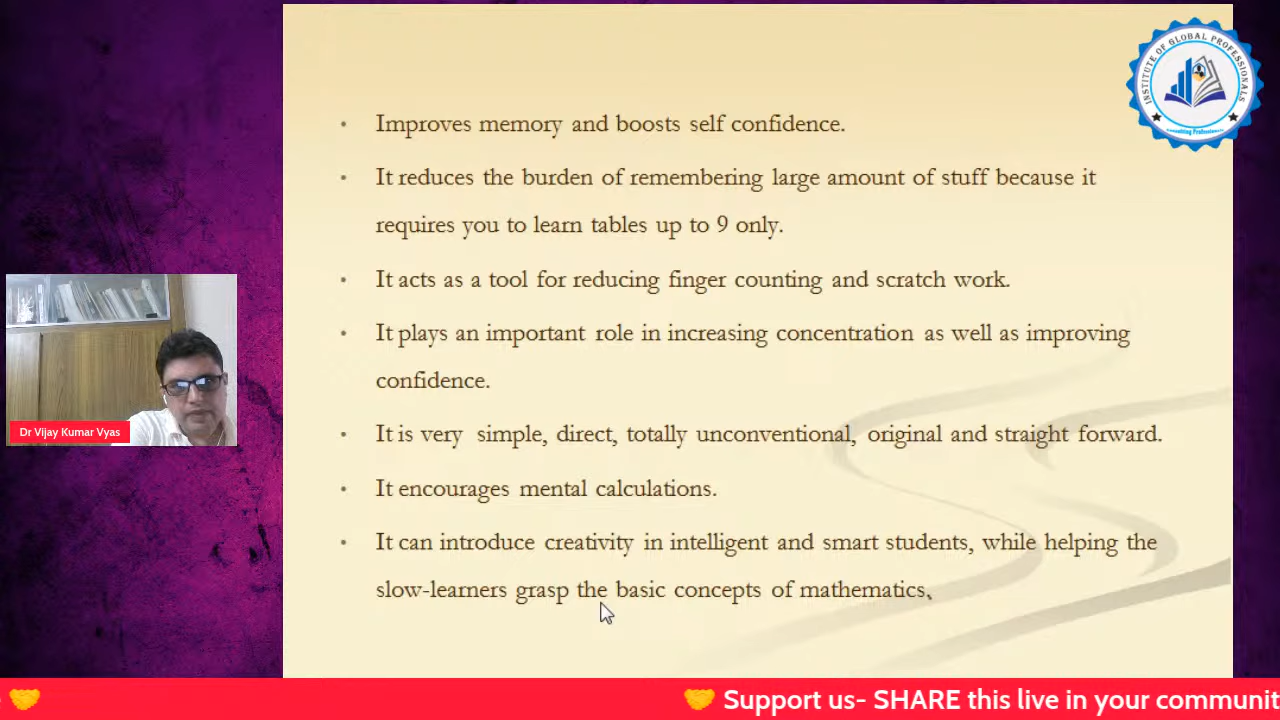 INSTITUTE OF GLOBAL PROFESSIONALS
Consulting Professionals
• Improves memory and boosts self confidence.
• It reduces the burden of remembering large amount of stuff because it
requires you to learn tables up to 9 only.
• It acts as a tool for reducing finger counting and scratch work.
• It plays an important role in increasing concentration as well as improving
confidence.
• It is very simple, direct, totally unconventional, original and straight forward.
• It encourages mental calculations.
• It can introduce creativity in intelligent and smart students, while helping the
slow-learners grasp the basic concepts of mathematics.
Dr Vijay Kumar Vyas
🤝 🤝 Support us- SHARE this live in your communit